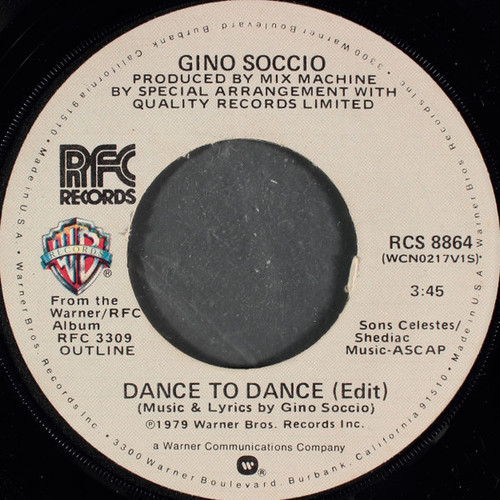 GINO SOCCIO
PRODUCED BY MIX MACHINE
BY SPECIAL ARRANGEMENT WITH
QUALITY RECORDS LIMITED
RFC
RECORDS
WB
RECORDS
®
From the
Warner/RFC
Album
RFC 3309
OUTLINE
RCS 8864
(WCN0217V1S)
3:45
Sons Celestes/
Shediac
Music-ASCAP
DANCE TO DANCE (Edit)
(Music & Lyrics by Gino Soccio)
℗1979 Warner Bros. Records Inc.
a Warner Communications Company
®
Warner Bros. Records Inc. • 3300 Warner Boulevard, Burbank, California 91510 • Made in U.S.A. •
Warner Bros. Records Inc. • 3300 Warner Boulevard, Burbank, California 91510 • Made in U.S.A. •